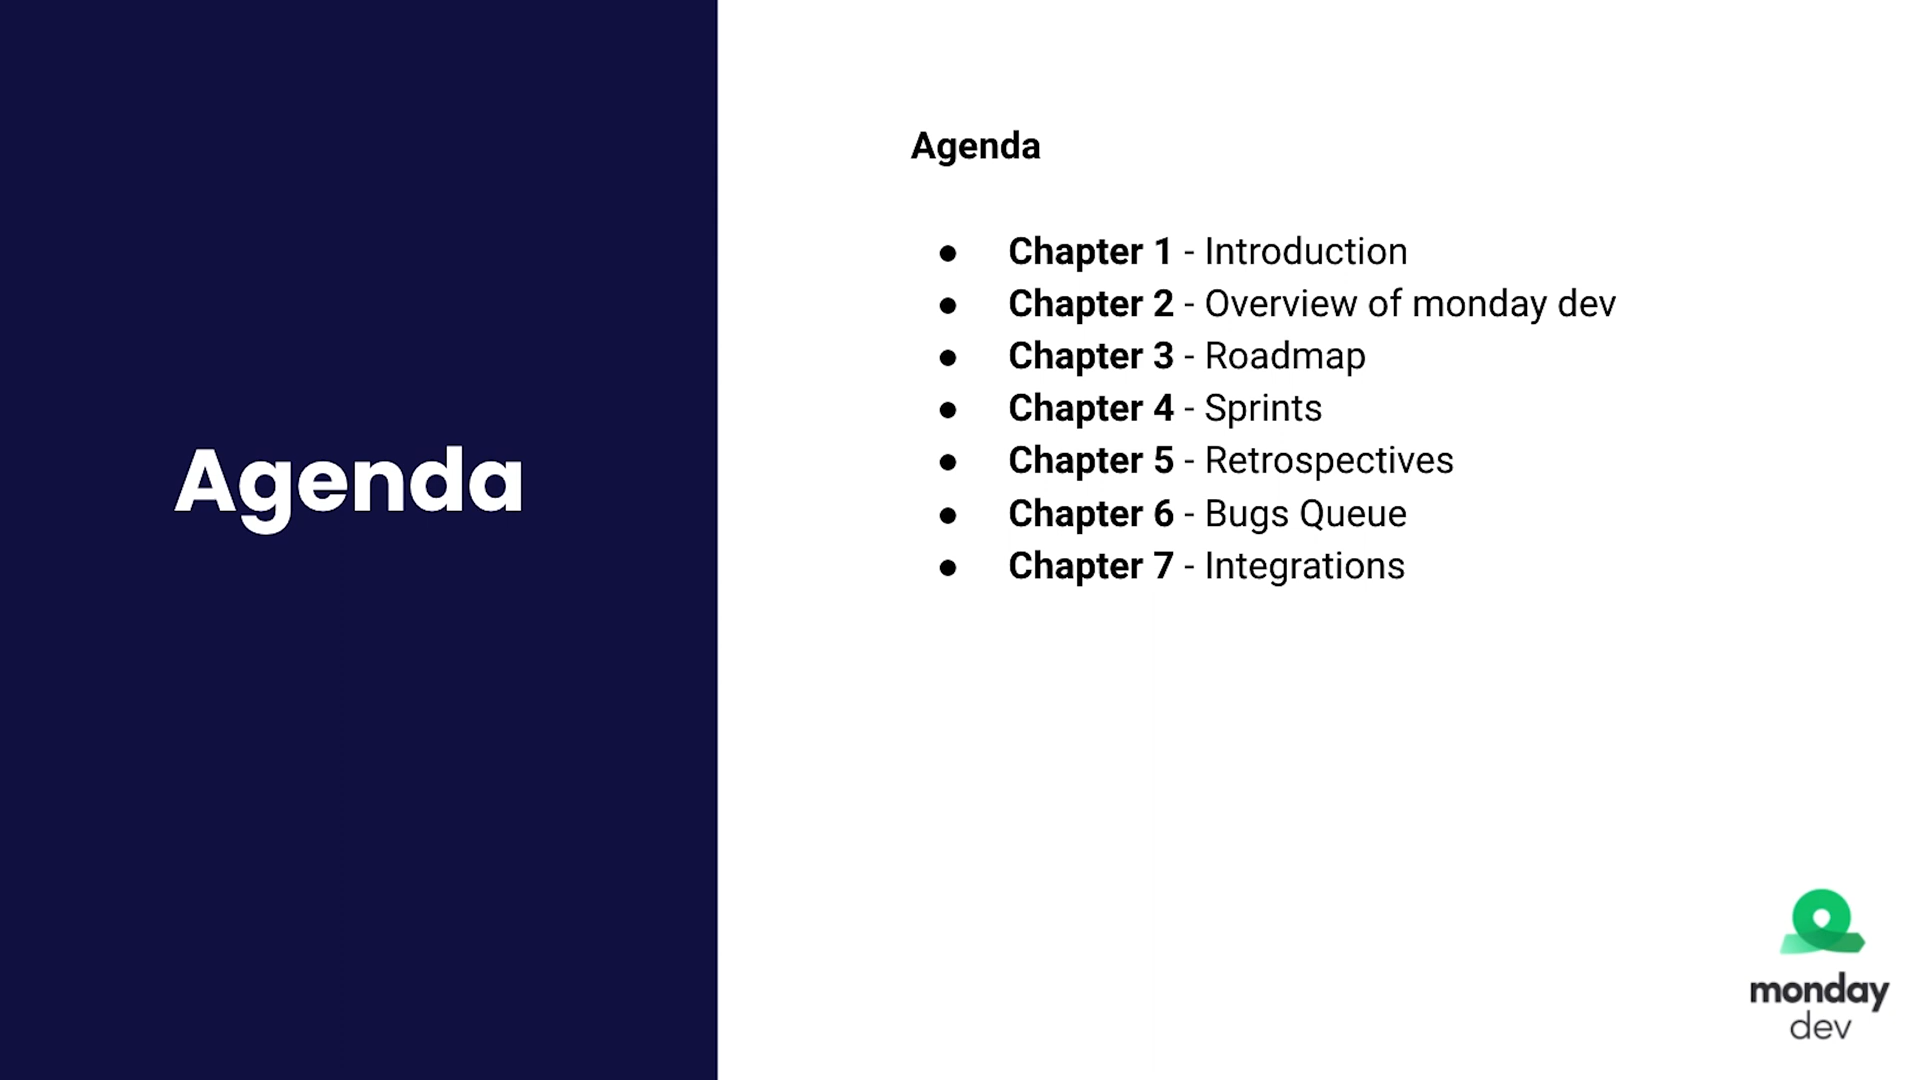 Agenda
Agenda
● Chapter 1 - Introduction
● Chapter 2 - Overview of monday dev
● Chapter 3 - Roadmap
● Chapter 4 - Sprints
● Chapter 5 - Retrospectives
● Chapter 6 - Bugs Queue
● Chapter 7 - Integrations
monday
dev